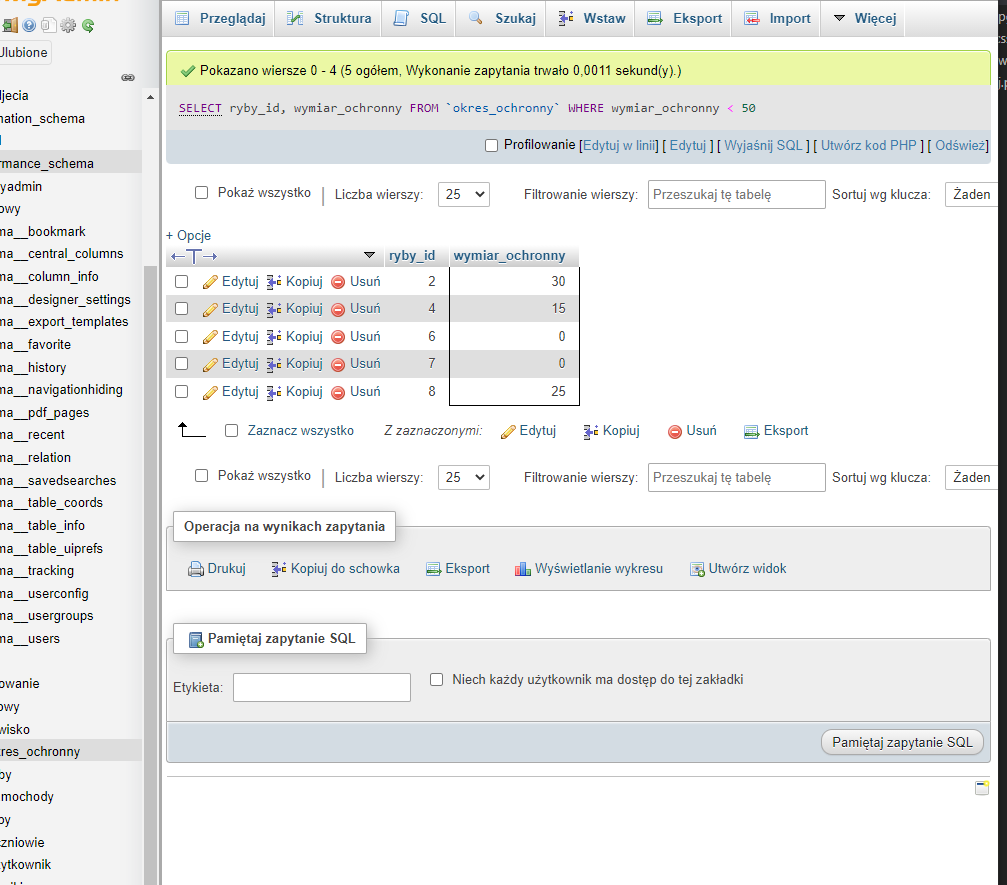 Ulubione
jecia
nation_schema
rmance_schema
yadmin
owy
ma__bookmark
ma__central_columns
ma__column_info
ma__designer_settings
ma__export_templates
ma__favorite
ma__history
ma__navigationhiding
ma__pdf_pages
ma__recent
ma__relation
ma__savedsearches
ma__table_coords
ma__table_info
ma__table_uiprefs
ma__tracking
ma__userconfig
ma__usergroups
ma__users
owanie
owy
wisko
res_ochronny
by
mochody
by
czniowie
ytkownik
Przeglądaj Struktura SQL Szukaj Wstaw Eksport Import Więcej
Pokazano wiersze 0 - 4 (5 ogółem, Wykonanie zapytania trwało 0,0011 sekund(y).)
SELECT ryby_id, wymiar_ochronny FROM `okres_ochronny` WHERE wymiar_ochronny < 50
Profilowanie [Edytuj w linii] [ Edytuj ] [ Wyjaśnij SQL ] [ Utwórz kod PHP ] [ Odśwież]
Pokaż wszystko | Liczba wierszy: 25 Filtrowanie wierszy: Przeszukaj tę tabelę Sortuj wg klucza: Żaden
+ Opcje
←T→ ryby_id wymiar_ochronny
Edytuj Kopiuj Usuń 2 30
Edytuj Kopiuj Usuń 4 15
Edytuj Kopiuj Usuń 6 0
Edytuj Kopiuj Usuń 7 0
Edytuj Kopiuj Usuń 8 25
Zaznacz wszystko Z zaznaczonymi: Edytuj Kopiuj Usuń Eksport
Pokaż wszystko | Liczba wierszy: 25 Filtrowanie wierszy: Przeszukaj tę tabelę Sortuj wg klucza: Żaden
Operacja na wynikach zapytania
Drukuj Kopiuj do schowka Eksport Wyświetlanie wykresu Utwórz widok
Pamiętaj zapytanie SQL
Etykieta: Niech każdy użytkownik ma dostęp do tej zakładki
Pamiętaj zapytanie SQL